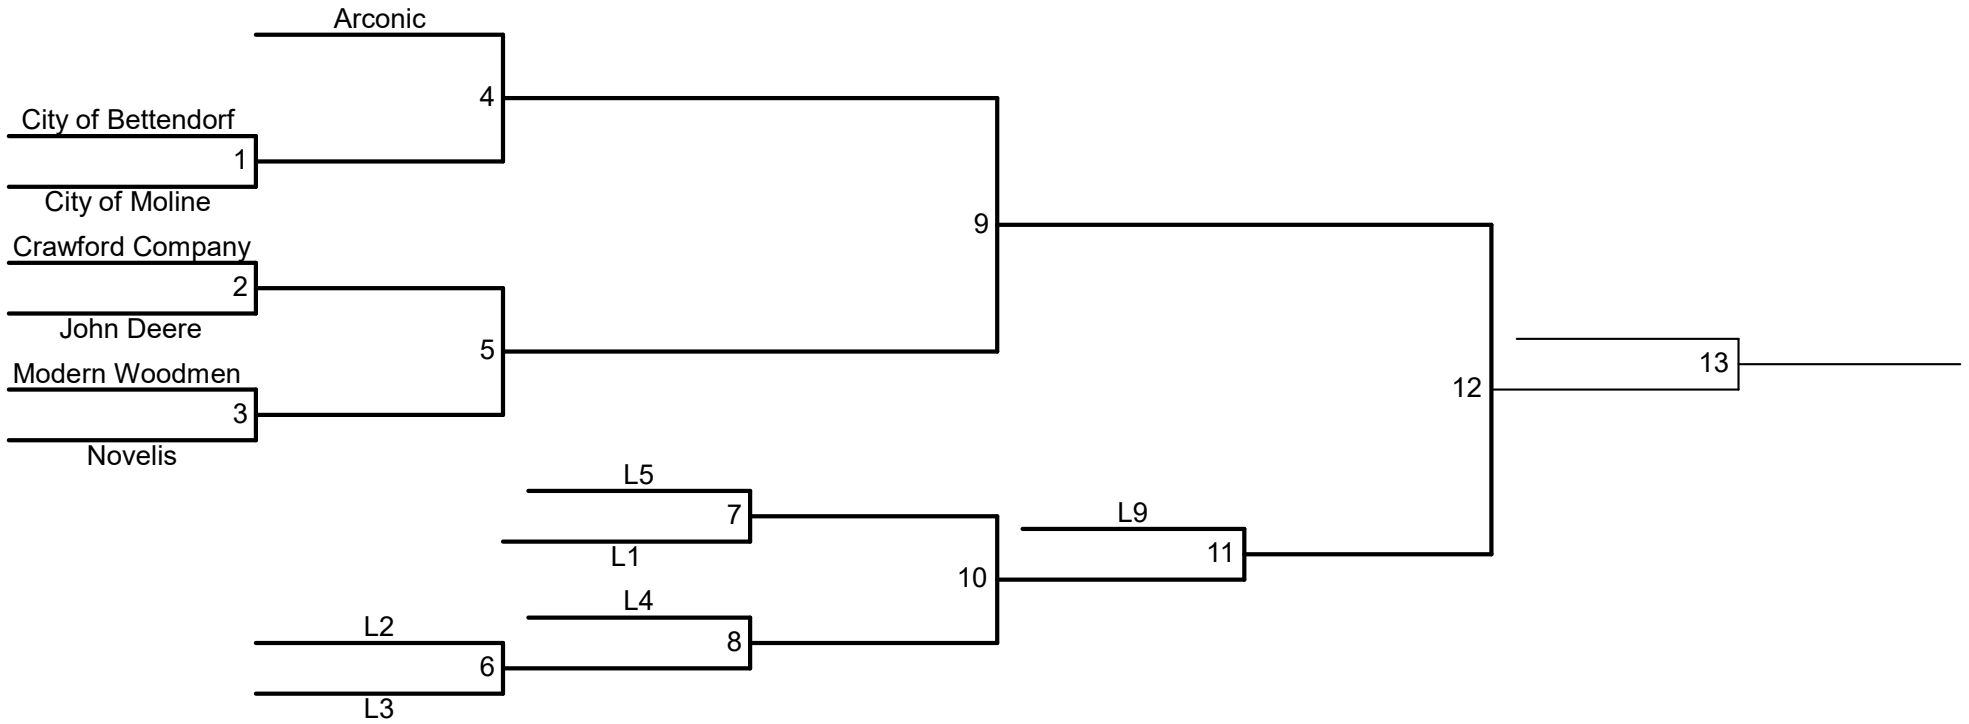 Arconic
4
City of Bettendorf
1
City of Moline
9
Crawford Company
2
John Deere
5
13
Modern Woodmen
12
3
Novelis
L5
7
L9
L1
11
10
L4
L2
8
6
L3